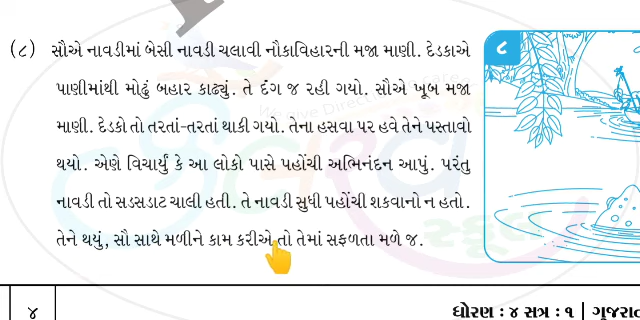 (૮) સૌએ નાવડીમાં બેસી નાવડી ચલાવી નૌકાવિહારની મજા માણી. દેડકાએ
પાણીમાંથી મોઢું બહાર કાઢ્યું. તે દંગ જ રહી ગયો. સૌએ ખૂબ મજા
માણી. દેડકો તો તરતાં-તરતાં થાકી ગયો. તેના હસવા પર હવે તેને પસ્તાવો
થયો. એણે વિચાર્યું કે આ લોકો પાસે પહોંચી અભિનંદન આપું. પરંતુ
નાવડી તો સડસડાટ ચાલી હતી. તે નાવડી સુધી પહોંચી શકવાનો ન હતો.
તેને થયું, સૌ સાથે મળીને કામ કરીએ તો તેમાં સફળતા મળે જ.
૮
૪
ધોરણ : ૪ સત્ર : ૧ | ગુજરાત